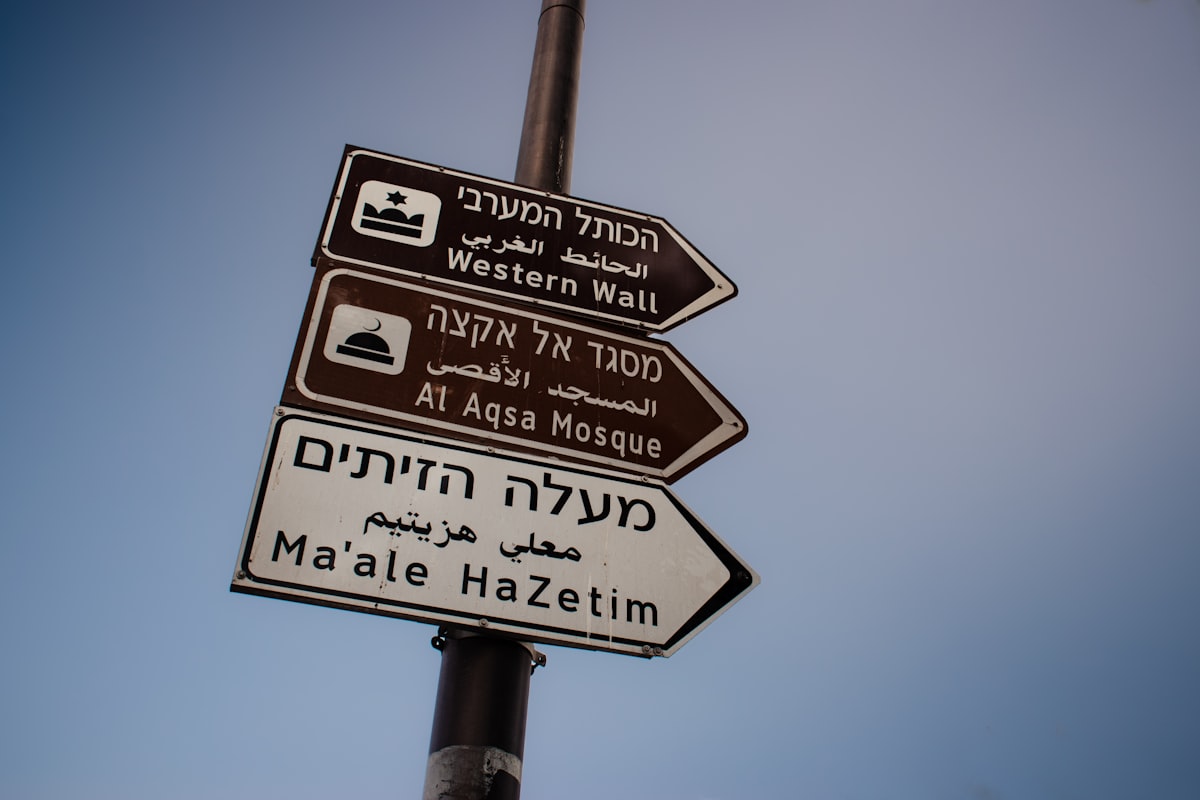 הכותל המערבי
الحائط الغربي
Western Wall
מסגד אל אקצה
المسجد الأقصى
Al Aqsa Mosque
מעלה הזיתים
معلي هزيتيم
Ma'ale HaZetim